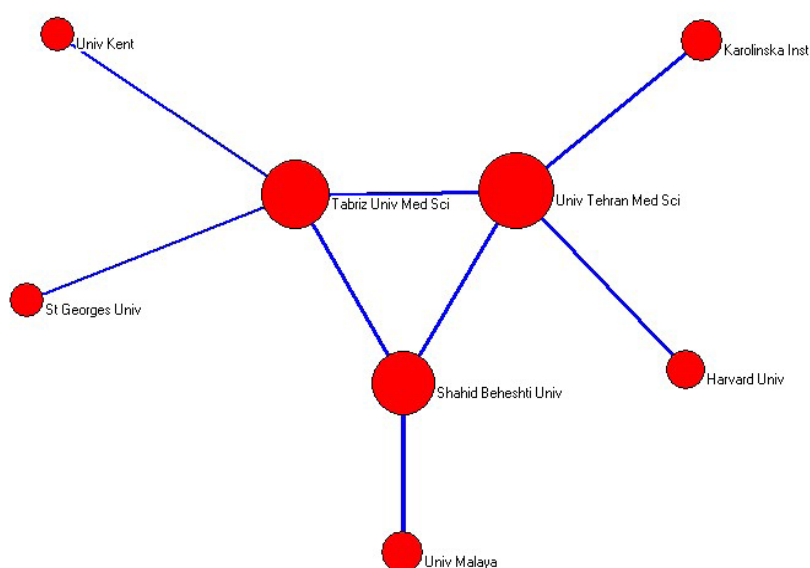 Univ Kent
Karolinska Inst
Tabriz Univ Med Sci
Univ Tehran Med Sci
St Georges Univ
Harvard Univ
Shahid Beheshti Univ
Univ Malaya